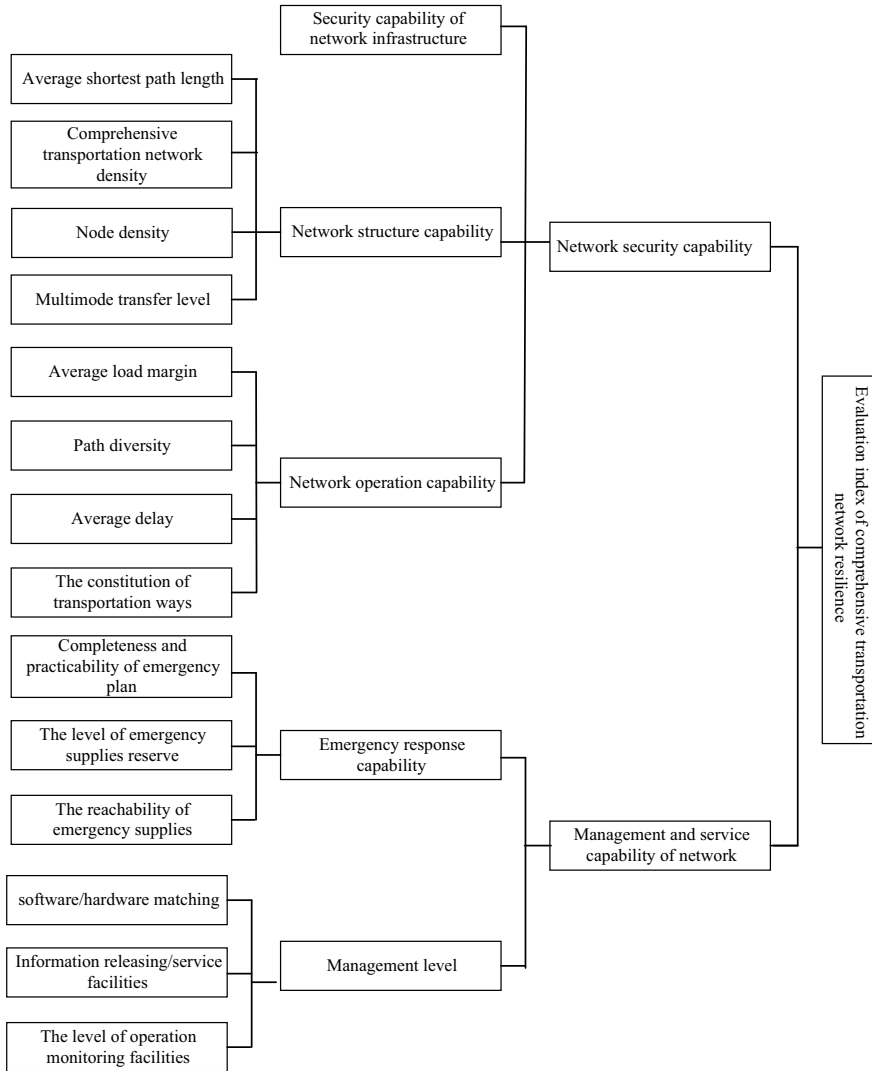 Security capability of
network infrastructure
Average shortest path length
Comprehensive
transportation network
density
Node density
Multimode transfer level
Network structure capability
Network security capability
Average load margin
Path diversity
Average delay
The constitution of
transportation ways
Network operation capability
Evaluation index of comprehensive transportation
network resilience
Completeness and
practicability of emergency
plan
The level of emergency
supplies reserve
The reachability of
emergency supplies
Emergency response
capability
Management and service
capability of network
software/hardware matching
Information releasing/service
facilities
The level of operation
monitoring facilities
Management level